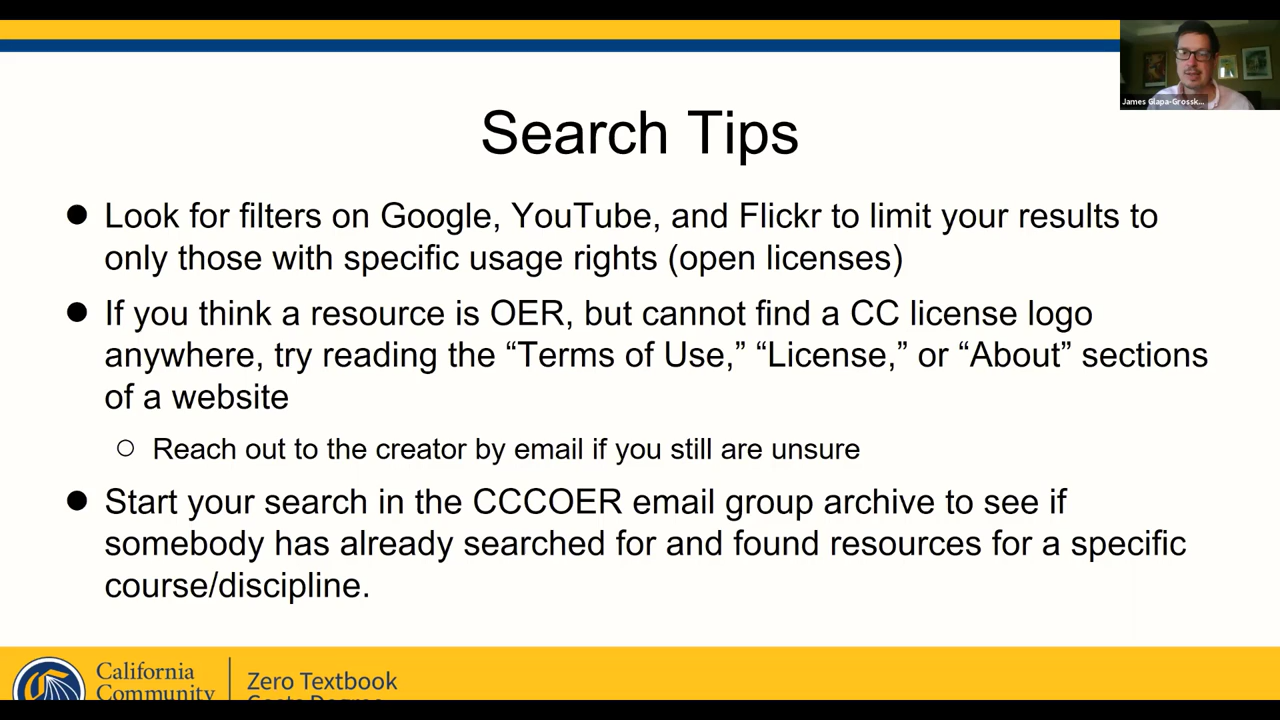 James Glapa-Grossk...
Search Tips
● Look for filters on Google, YouTube, and Flickr to limit your results to
only those with specific usage rights (open licenses)
● If you think a resource is OER, but cannot find a CC license logo
anywhere, try reading the “Terms of Use,” “License,” or “About” sections
of a website
○ Reach out to the creator by email if you still are unsure
● Start your search in the CCCOER email group archive to see if
somebody has already searched for and found resources for a specific
course/discipline.
California
Community
Zero Textbook